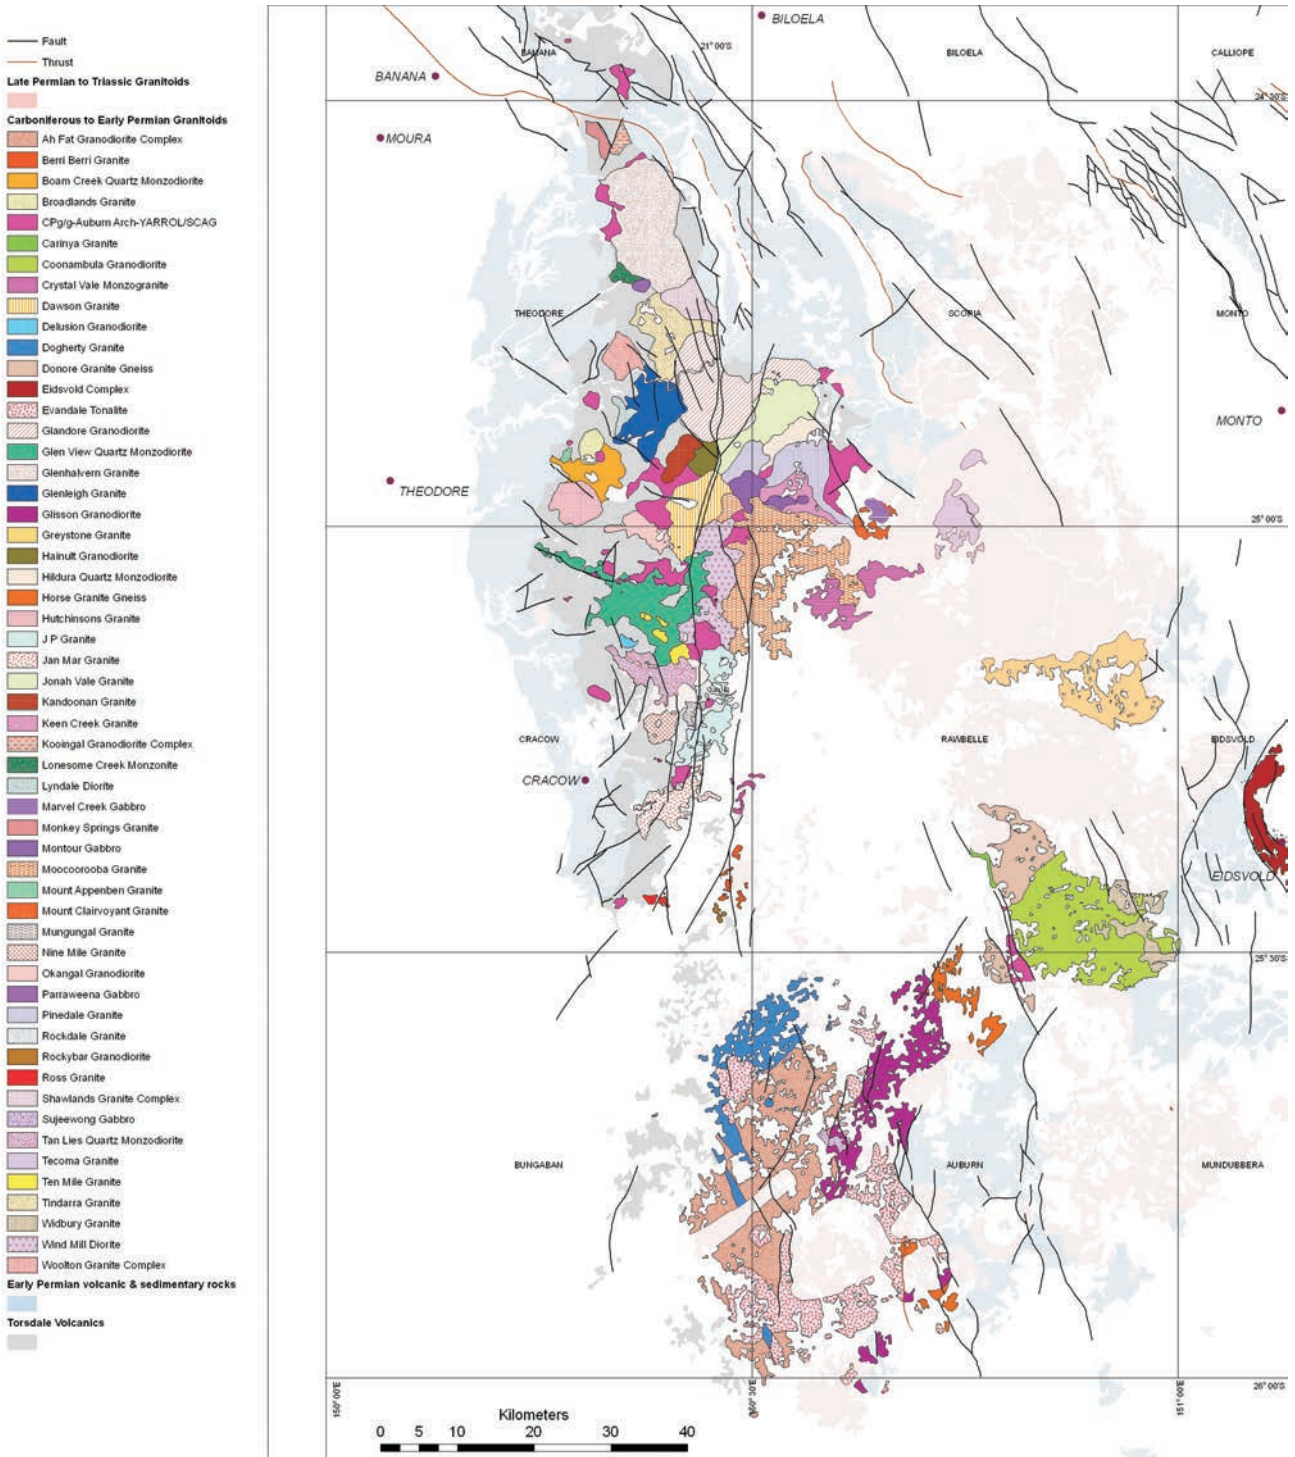 Fault
Thrust
Late Permian to Triassic Granitoids
Carboniferous to Early Permian Granitoids
Ah Fat Granodiorite Complex
Berri Berri Granite
Boam Creek Quartz Monzodiorite
Broadlands Granite
CPg/g-Auburn Arch-YARROL/SCAG
Carinya Granite
Coonambula Granodiorite
Crystal Vale Monzogranite
Dawson Granite
Delusion Granodiorite
Dogherty Granite
Donore Granite Gneiss
Eidsvold Complex
Evandale Tonalite
Glandore Granodiorite
Glen View Quartz Monzodiorite
Glenhalvern Granite
Glenleigh Granite
Glisson Granodiorite
Greystone Granite
Hainult Granodiorite
Hildura Quartz Monzodiorite
Horse Granite Gneiss
Hutchinsons Granite
J P Granite
Jan Mar Granite
Jonah Vale Granite
Kandoonan Granite
Keen Creek Granite
Kooingal Granodiorite Complex
Lonesome Creek Monzonite
Lyndale Diorite
Marvel Creek Gabbro
Monkey Springs Granite
Montour Gabbro
Moocoorooba Granite
Mount Appenben Granite
Mount Clairvoyant Granite
Mungungal Granite
Nine Mile Granite
Okangal Granodiorite
Parraweena Gabbro
Pinedale Granite
Rockdale Granite
Rockybar Granodiorite
Ross Granite
Shawlands Granite Complex
Sujeewong Gabbro
Tan Lies Quartz Monzodiorite
Tecoma Granite
Ten Mile Granite
Tindarra Granite
Widbury Granite
Wind Mill Diorite
Woolton Granite Complex
Early Permian volcanic & sedimentary rocks
Torsdale Volcanics
BILOELA
21° 00'S
BANANA
BILOELA
CALLIOPE
BANANA
24° 30'S
MOURA
THEODORE
SCORIA
MONTO
MONTO
THEODORE
25° 00'S
CRACOW
RAWBELLE
EIDSVOLD
CRACOW
EIDSVOLD
25° 30'S
BUNGABAN
AUBURN
MUNDUBBERA
150° 00'E
150° 30'E
151° 00'E
26° 00'S
Kilometers
0 5 10 20 30 40